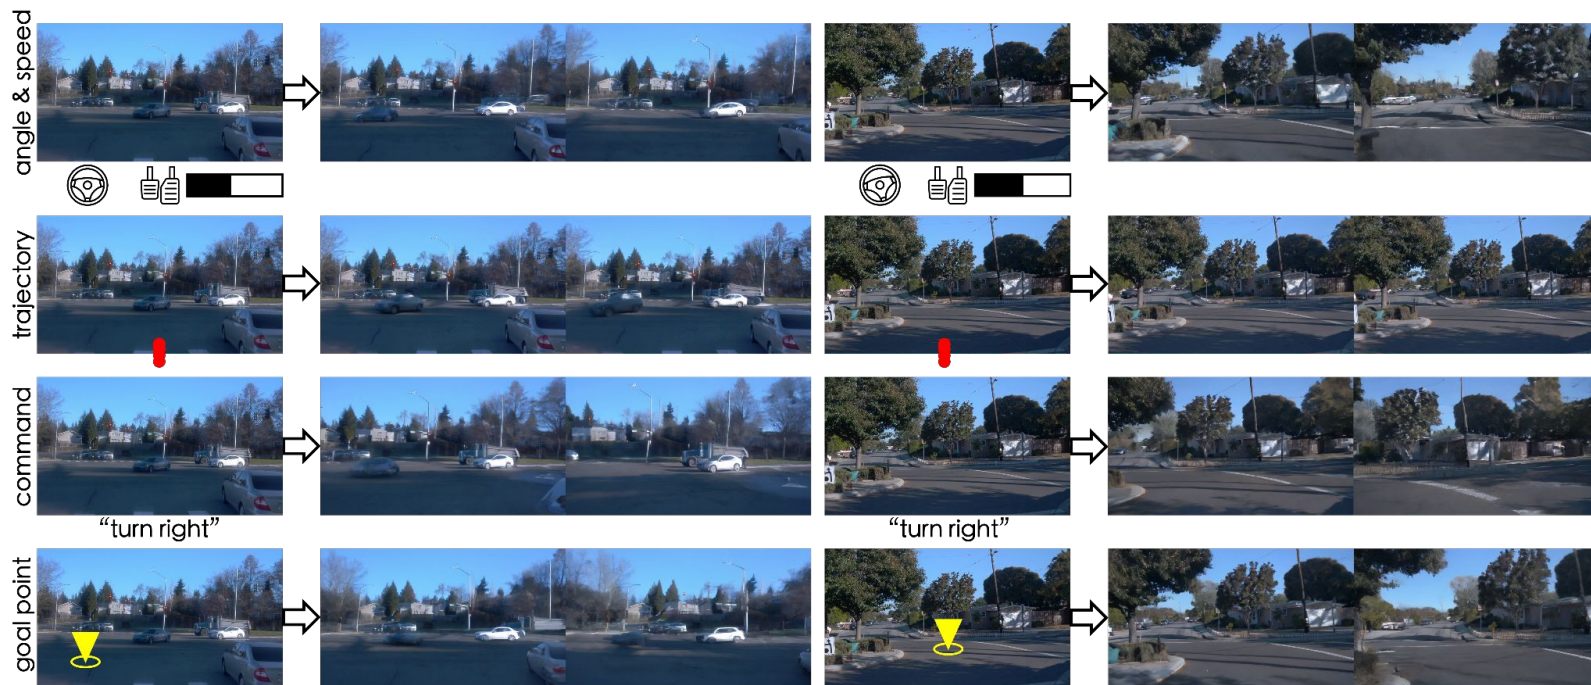 angle & speed
trajectory
command
“turn right”
“turn right”
goal point